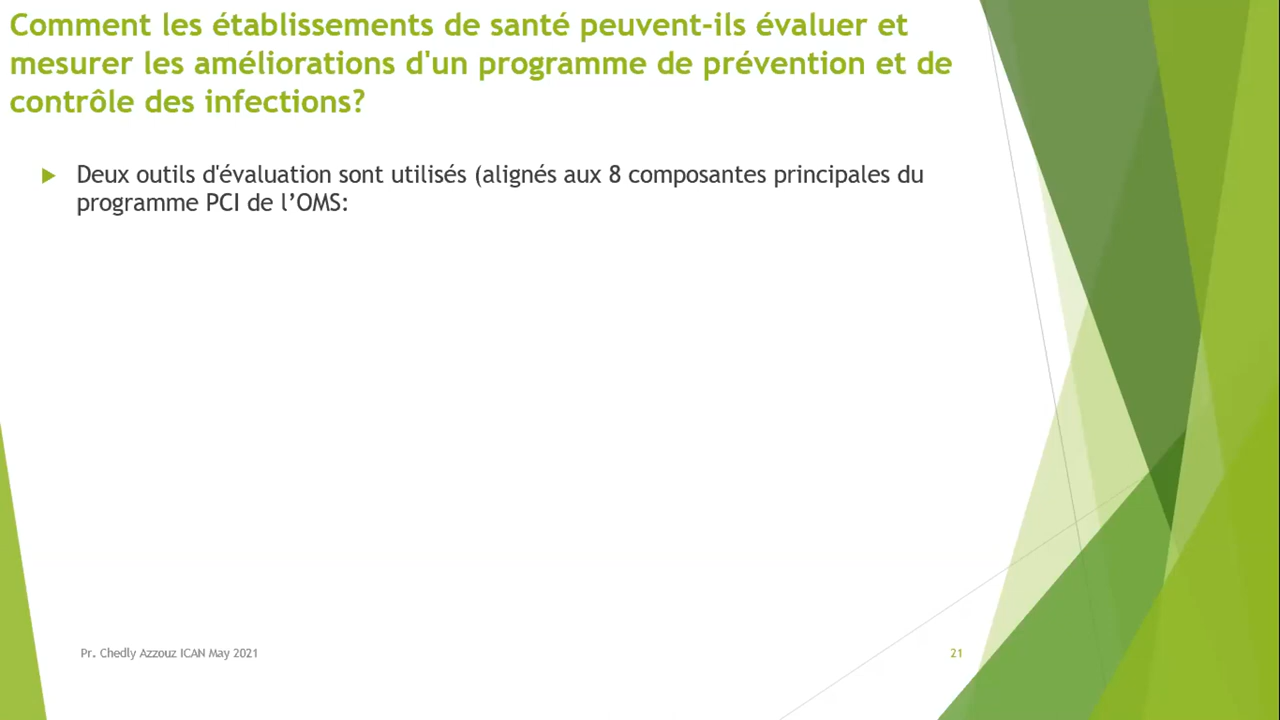 Comment les établissements de santé peuvent-ils évaluer et
mesurer les améliorations d'un programme de prévention et de
contrôle des infections?
Deux outils d'évaluation sont utilisés (alignés aux 8 composantes principales du
programme PCI de l’OMS:
Pr. Chedly Azzouz ICAN May 2021
21